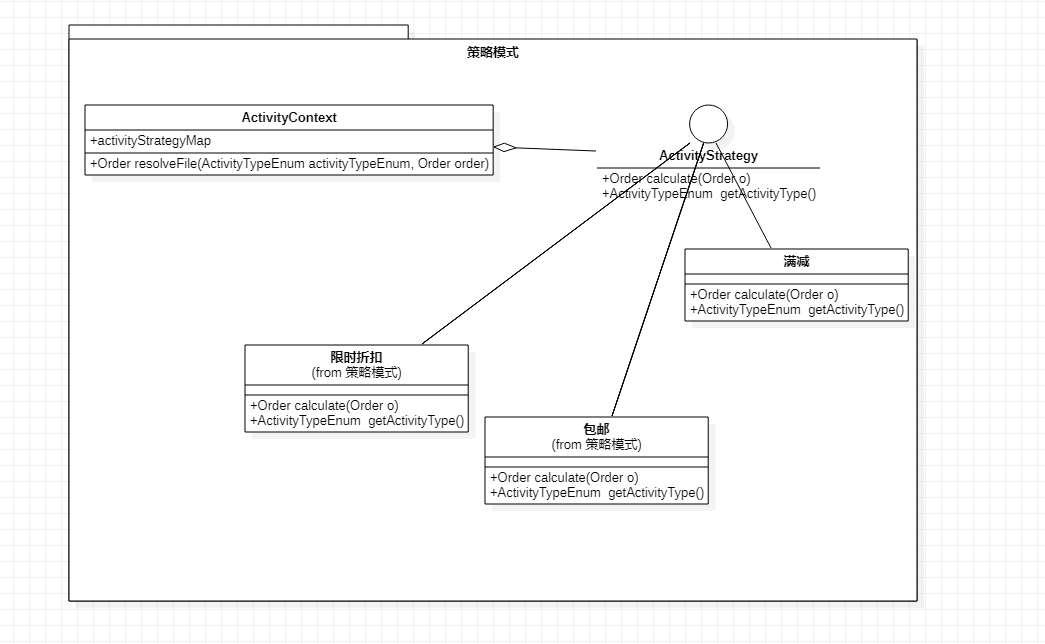 策略模式
ActivityContext
+activityStrategyMap
+Order resolveFile(ActivityTypeEnum activityTypeEnum, Order order)
ActivityStrategy
+Order calculate(Order o)
+ActivityTypeEnum  getActivityType()
满减
+Order calculate(Order o)
+ActivityTypeEnum  getActivityType()
限时折扣
(from 策略模式)
+Order calculate(Order o)
+ActivityTypeEnum  getActivityType()
包邮
(from 策略模式)
+Order calculate(Order o)
+ActivityTypeEnum  getActivityType()